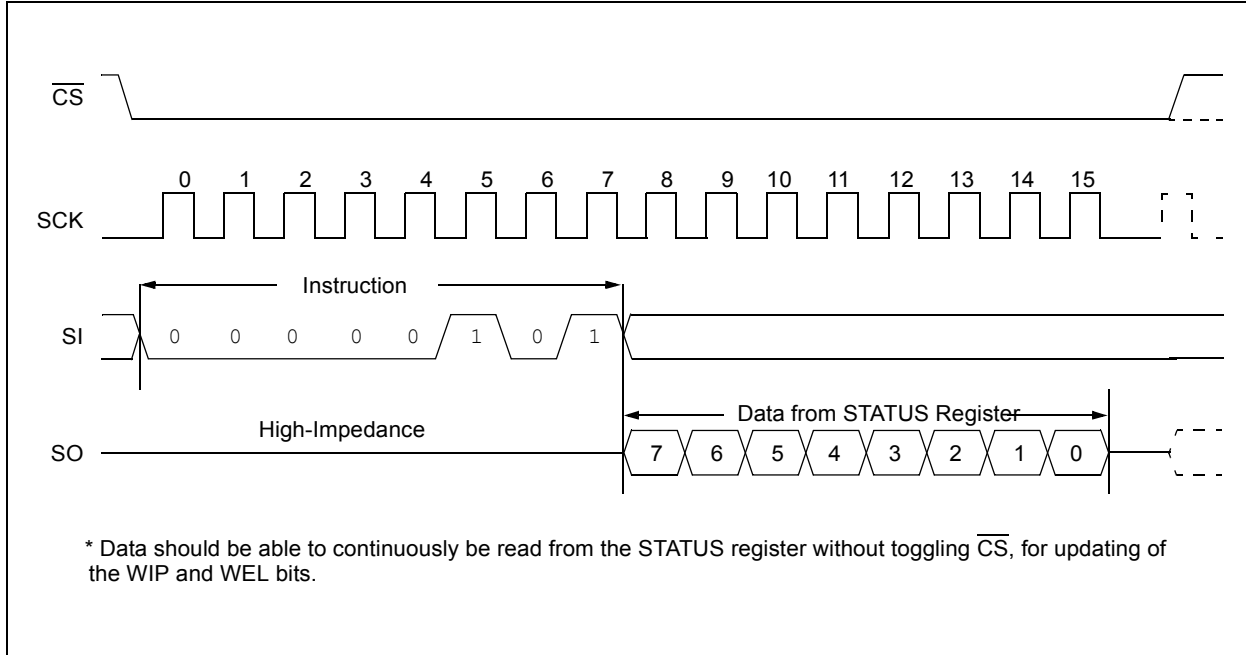 CS
0 1 2 3 4 5 6 7 8 9 10 11 12 13 14 15
SCK
Instruction
SI 0 0 0 0 0 1 0 1
Data from STATUS Register
High-Impedance
SO 7 6 5 4 3 2 1 0
* Data should be able to continuously be read from the STATUS register without toggling CS, for updating of
the WIP and WEL bits.